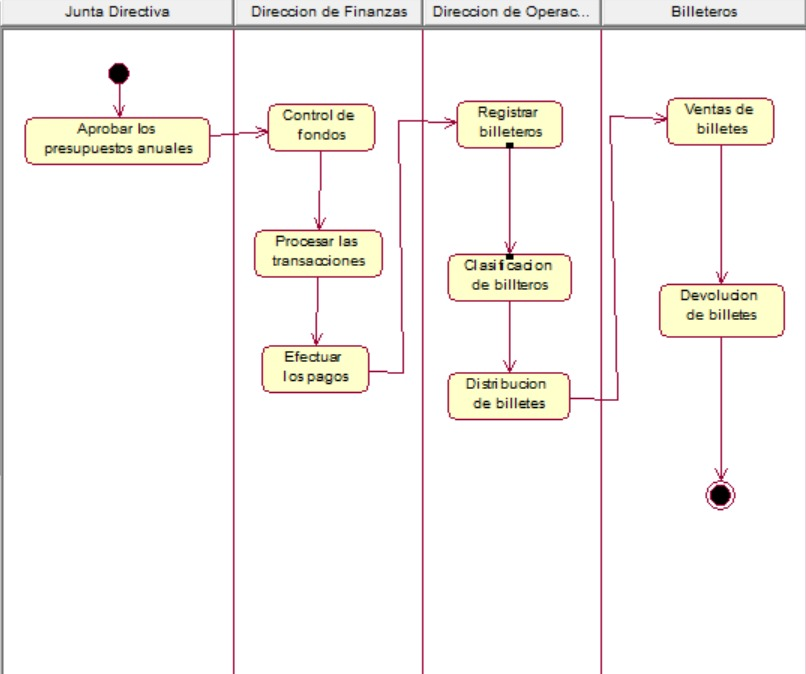 Junta Directiva
Direccion de Finanzas
Direccion de Operac...
Billeteros
Aprobar los
presupuestos anuales
Control de
fondos
Procesar las
transacciones
Efectuar
los pagos
Registrar
billeteros
Clasificacion
de billteros
Distribucion
de billetes
Ventas de
billetes
Devolucion
de billetes